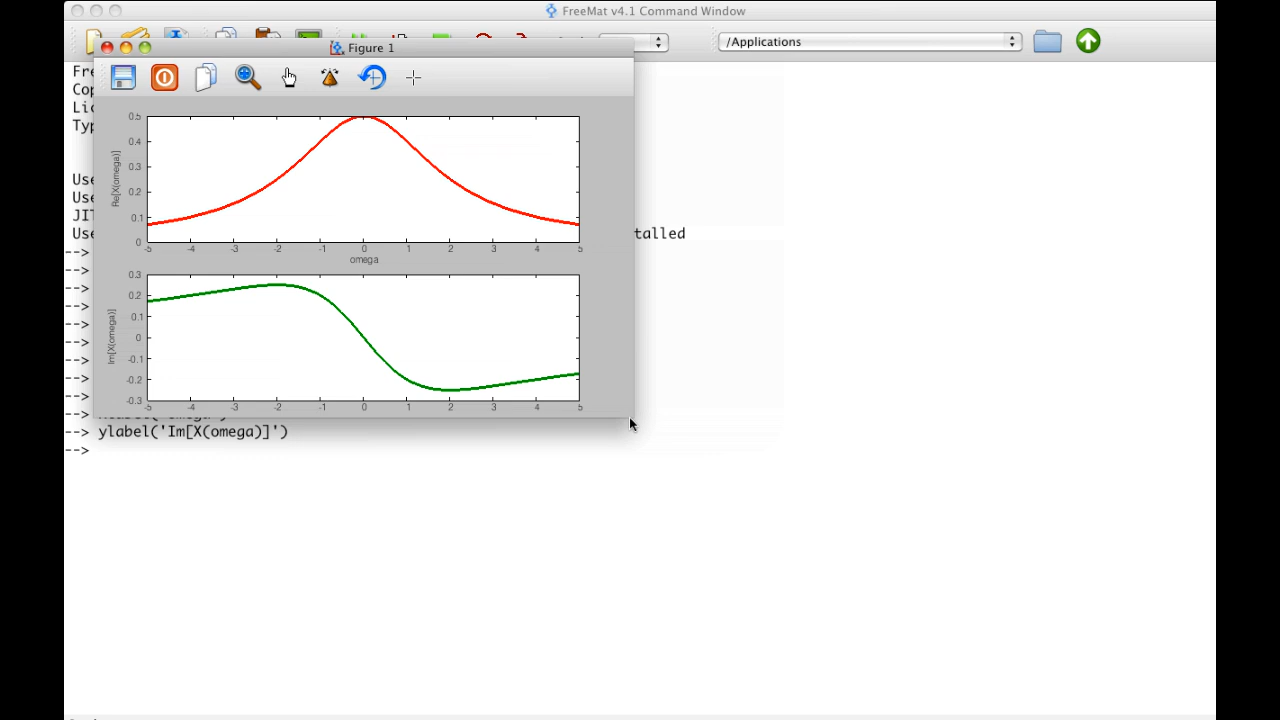 FreeMat v4.1 Command Window
/Applications
Figure 1
Fre
Cop
Lic
Typ
Use
Use
JIT
Use
talled
0.5
0.4
0.3
0.2
0.1
0
Re[X(omega)]
-5 -4 -3 -2 -1 0 1 2 3 4 5
omega
0.3
0.2
0.1
0
-0.1
-0.2
-0.3
Im[X(omega)]
-5 -4 -3 -2 -1 0 1 2 3 4 5
-->
-->
-->
-->
-->
-->
-->
-->
-->
-->
--> ylabel('Im[X(omega)]')
-->